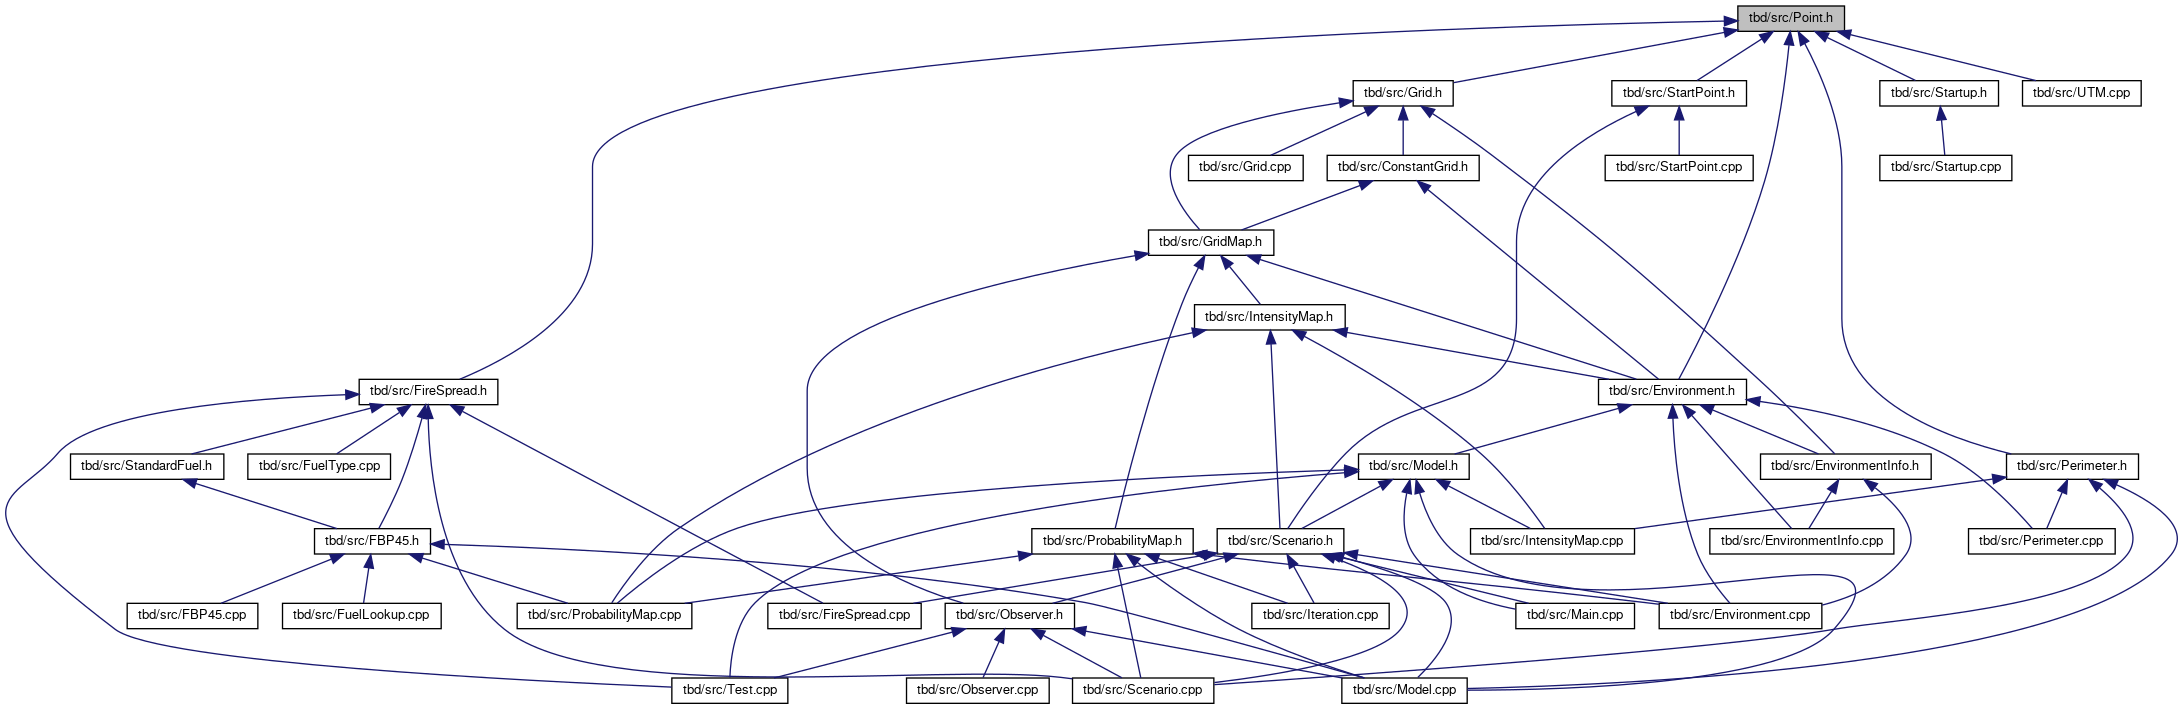 tbd/src/Point.h
tbd/src/Grid.h
tbd/src/StartPoint.h
tbd/src/Startup.h
tbd/src/UTM.cpp
tbd/src/Grid.cpp
tbd/src/ConstantGrid.h
tbd/src/StartPoint.cpp
tbd/src/Startup.cpp
tbd/src/GridMap.h
tbd/src/IntensityMap.h
tbd/src/FireSpread.h
tbd/src/Environment.h
tbd/src/StandardFuel.h
tbd/src/FuelType.cpp
tbd/src/Model.h
tbd/src/EnvironmentInfo.h
tbd/src/Perimeter.h
tbd/src/FBP45.h
tbd/src/ProbabilityMap.h
tbd/src/Scenario.h
tbd/src/IntensityMap.cpp
tbd/src/EnvironmentInfo.cpp
tbd/src/Perimeter.cpp
tbd/src/FBP45.cpp
tbd/src/FuelLookup.cpp
tbd/src/ProbabilityMap.cpp
tbd/src/FireSpread.cpp
tbd/src/Observer.h
tbd/src/Iteration.cpp
tbd/src/Main.cpp
tbd/src/Environment.cpp
tbd/src/Test.cpp
tbd/src/Observer.cpp
tbd/src/Scenario.cpp
tbd/src/Model.cpp